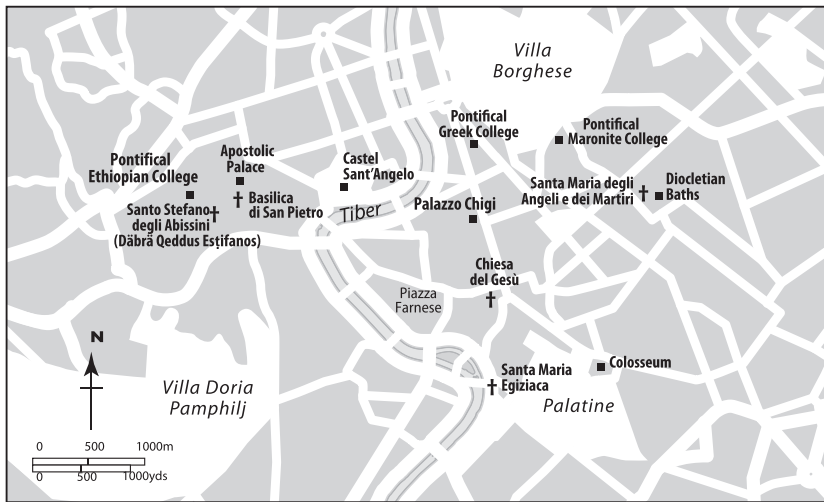 Villa
Borghese
Pontifical
Greek College
Pontifical
Maronite College
Pontifical
Ethiopian College
Apostolic
Palace
Castel
Sant'Angelo
Santa Maria degli
Angeli e dei Martiri
Diocletian
Baths
Santo Stefano
degli Abissini
(Däbrä Qeddus Esṭifanos)
Basilica
di San Pietro
Tiber
Palazzo Chigi
Chiesa
del Gesù
Piazza
Farnese
N
Villa Doria
Pamphilj
Santa Maria
Egiziaca
Colosseum
Palatine
0 500 1000m
0 500 1000yds